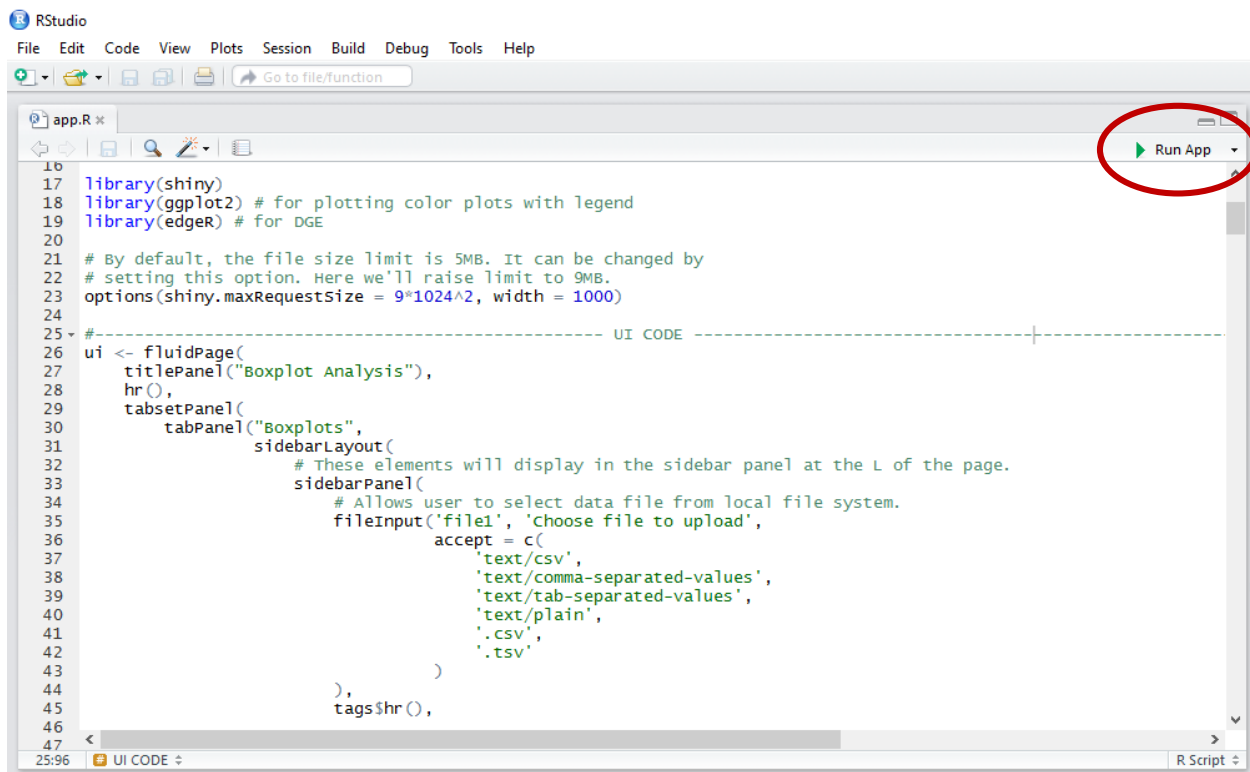 RStudio
File Edit Code View Plots Session Build Debug Tools Help
Go to file/function
app.R
Run App
16
17 library(shiny)
18 library(ggplot2) # for plotting color plots with legend
19 library(edgeR) # for DGE
20
21 # By default, the file size limit is 5MB. It can be changed by
22 # setting this option. Here we'll raise limit to 9MB.
23 options(shiny.maxRequestSize = 9*1024^2, width = 1000)
24
25 #--------------------------------------------------- UI CODE ------------------------------------------------------
26 ui <- fluidPage(
27     titlePanel("Boxplot Analysis"),
28     hr(),
29     tabsetPanel(
30         tabPanel("Boxplots",
31                  sidebarLayout(
32                      # These elements will display in the sidebar panel at the L of the page.
33                      sidebarPanel(
34                          # Allows user to select data file from local file system.
35                          fileInput('file1', 'Choose file to upload',
36                                    accept = c(
37                                        'text/csv',
38                                        'text/comma-separated-values',
39                                        'text/tab-separated-values',
40                                        'text/plain',
41                                        '.csv',
42                                        '.tsv'
43                                    )
44                          ),
45                          tags$hr(),
46
47
25:96 UI CODE R Script